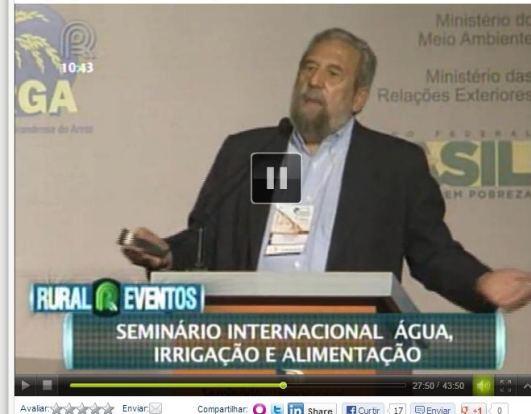 Ministério do
Meio Ambiente
10:43
Ministério das
Relações Exteriores
GA
SIL
EM POBREZA
RURAL EVENTOS
SEMINÁRIO INTERNACIONAL ÁGUA,
IRRIGAÇÃO E ALIMENTAÇÃO
27:50 / 43:50
Avaliar: Enviar: Compartilhar: Share Curtir 17 Enviar +1 0